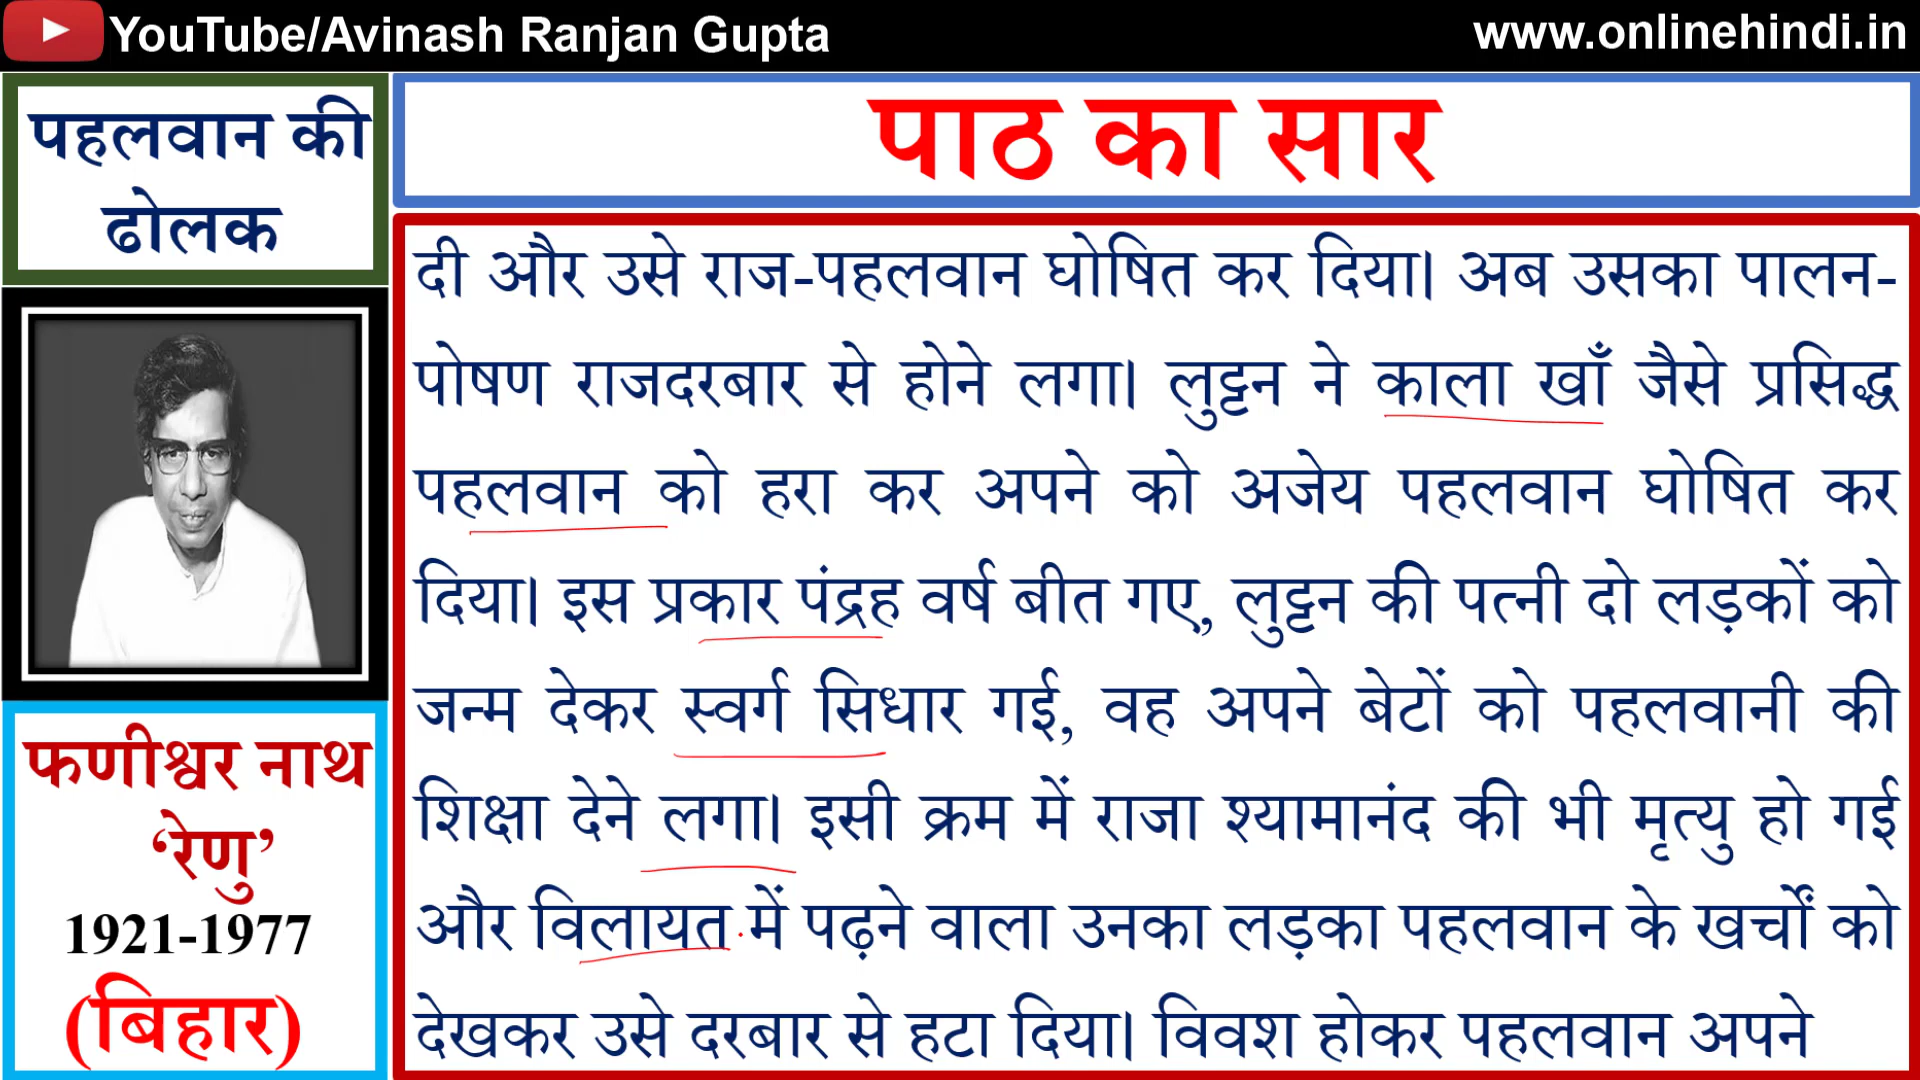 YouTube/Avinash Ranjan Gupta
www.onlinehindi.in
पहलवान की
ढोलक
पाठ का सार
दी और उसे राज-पहलवान घोषित कर दिया। अब उसका पालन-
पोषण राजदरबार से होने लगा। लुट्टन ने काला खाँ जैसे प्रसिद्ध
पहलवान को हरा कर अपने को अजेय पहलवान घोषित कर
दिया। इस प्रकार पंद्रह वर्ष बीत गए, लुट्टन की पत्नी दो लड़कों को
जन्म देकर स्वर्ग सिधार गई, वह अपने बेटों को पहलवानी की
शिक्षा देने लगा। इसी क्रम में राजा श्यामानंद की भी मृत्यु हो गई
और विलायत में पढ़ने वाला उनका लड़का पहलवान के खर्चों को
देखकर उसे दरबार से हटा दिया। विवश होकर पहलवान अपने
फणीश्वर नाथ
‘रेणु’
1921-1977
(बिहार)